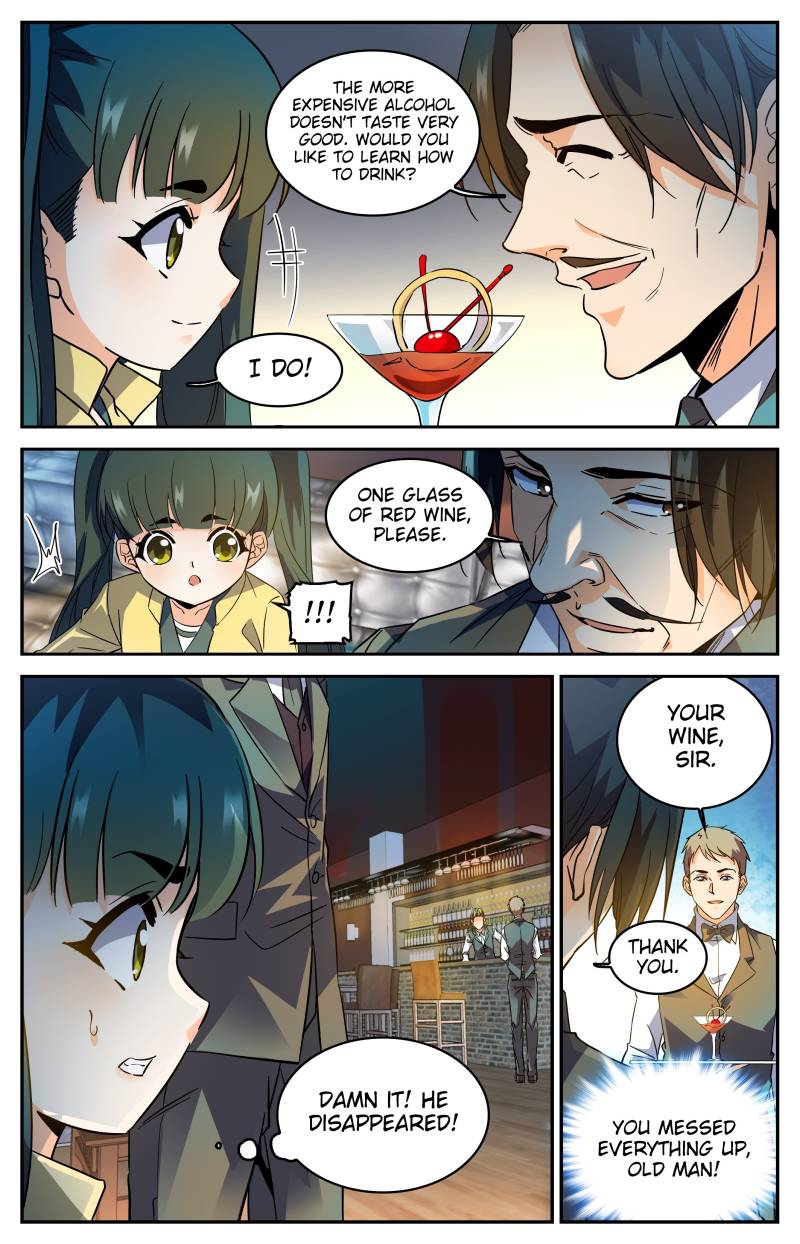 THE MORE
EXPENSIVE ALCOHOL
DOESN'T TASTE VERY
GOOD. WOULD YOU
LIKE TO LEARN HOW
TO DRINK?
I DO!
ONE GLASS
OF RED WINE,
PLEASE.
!!!
DAMN IT! HE
DISAPPEARED!
YOUR
WINE,
SIR.
THANK
YOU.
YOU MESSED
EVERYTHING UP,
OLD MAN!